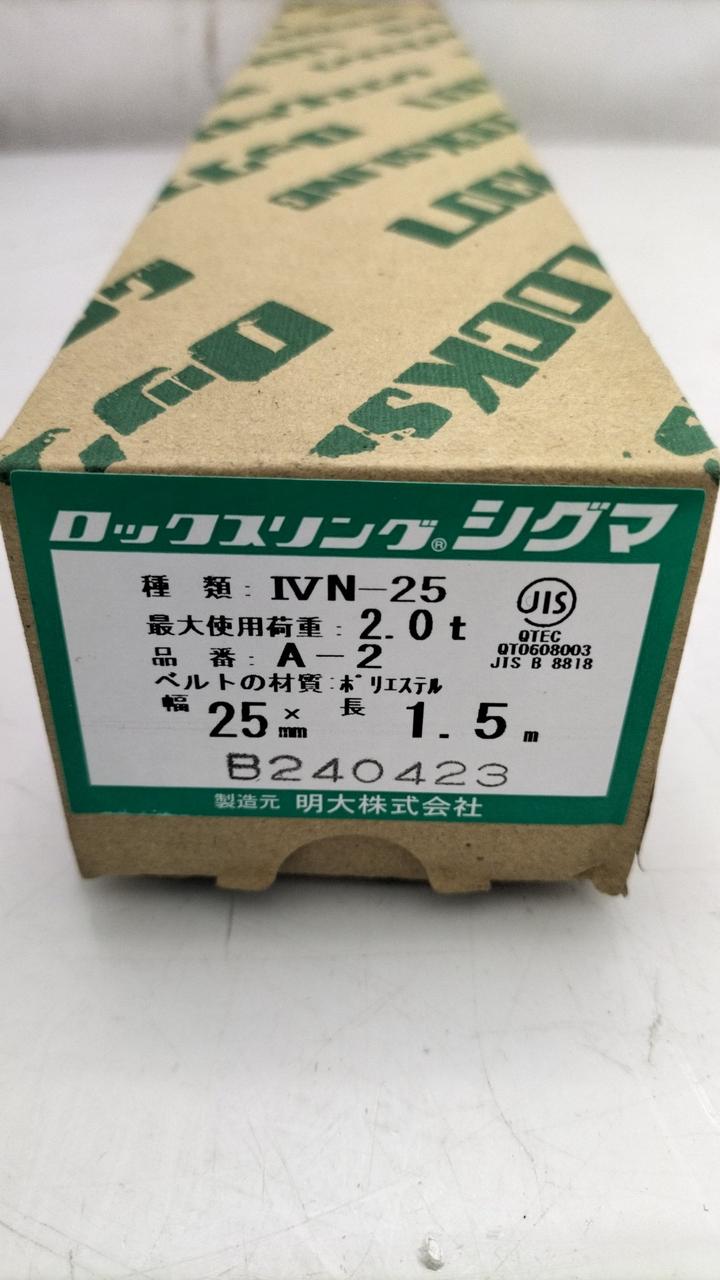 LOCK
LOCKS
ロックスリング® シグマ
種類: ⅣN-25
JIS
最大使用荷重: 2.0t
QTEC
QT0608003
JIS B 8818
品番: A-2
ベルトの材質:ポリエステル
幅 25mm × 長 1.5m
B240423
製造元 明大株式会社